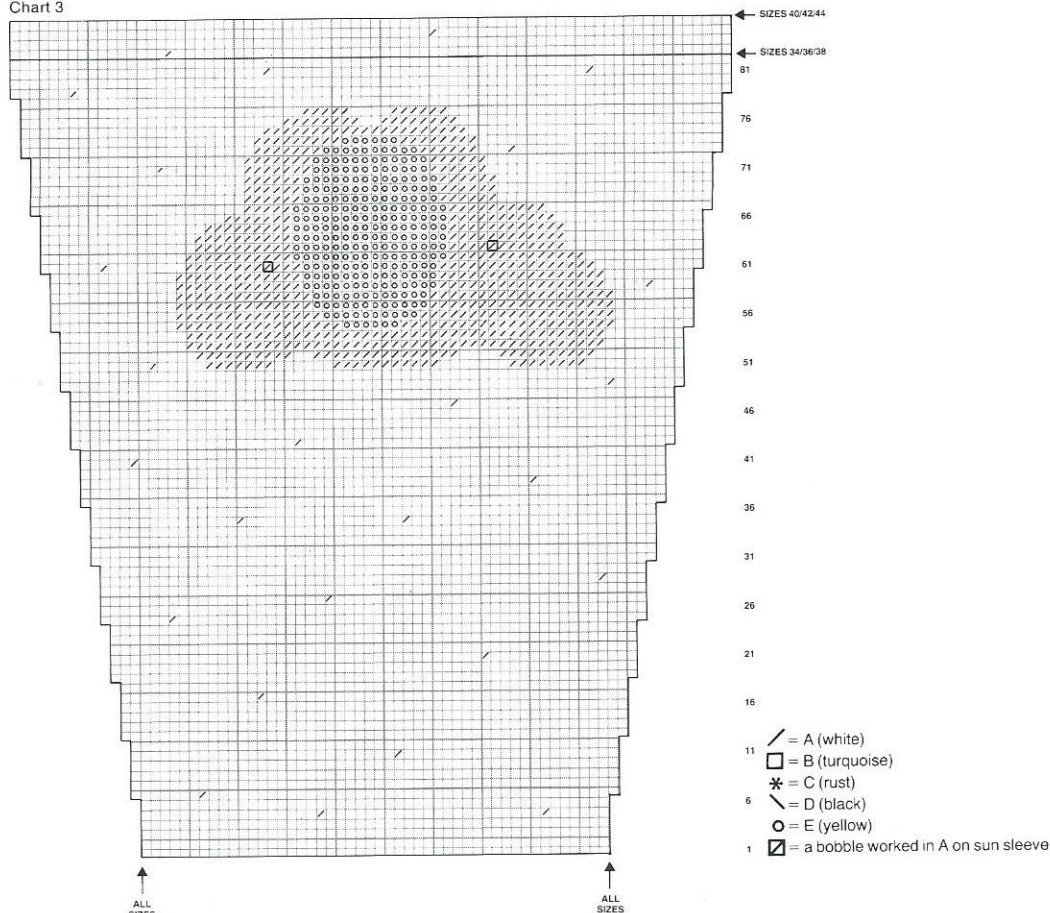 Chart 3
SIZES 40/42/44
SIZES 34/36/38
81
76
71
66
61
56
51
46
41
36
31
26
21
16
11
6
1
/ = A (white)
□ = B (turquoise)
* = C (rust)
\ = D (black)
O = E (yellow)
⧄ = a bobble worked in A on sun sleeve
ALL
SIZES
ALL
SIZES